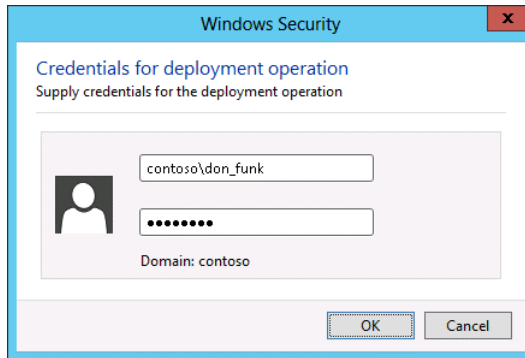 Windows Security
x
Credentials for deployment operation
Supply credentials for the deployment operation
contoso\don_funk
●●●●●●●●
Domain: contoso
OK
Cancel